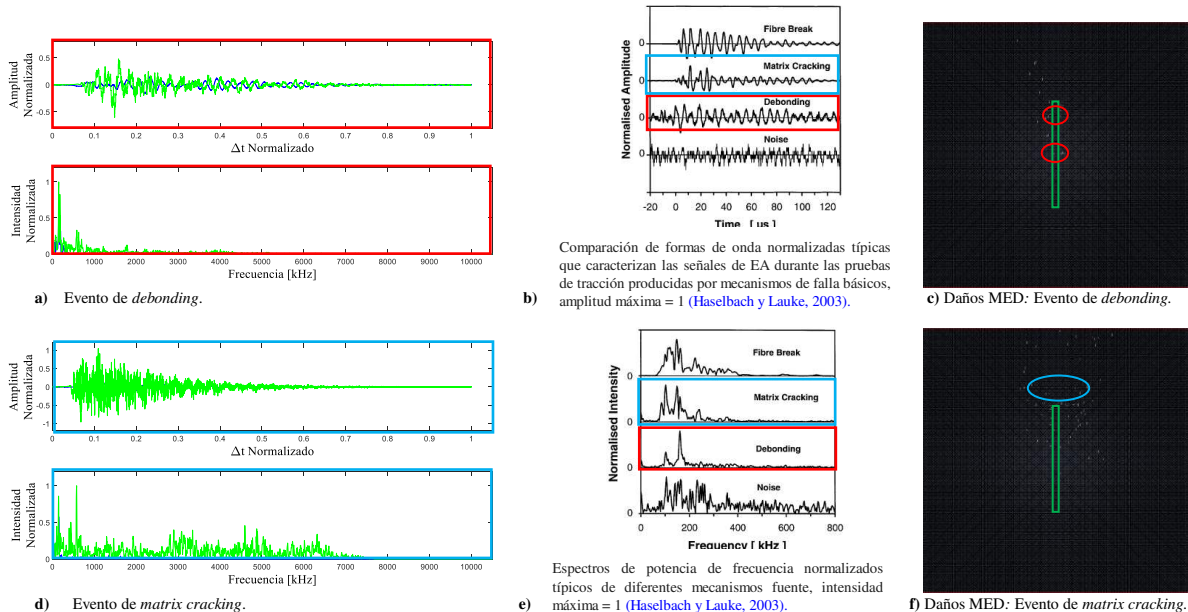 Amplitud
Normalizada
0.5
0
-0.5
0 0.1 0.2 0.3 0.4 0.5 0.6 0.7 0.8 0.9 1
Δt Normalizado
Intensidad
Normalizada
1
0.5
0
0 1000 2000 3000 4000 5000 6000 7000 8000 9000 10000
Frecuencia [kHz]
a) Evento de debonding.
Normalised Amplitude
Fibre Break
0
Matrix Cracking
0
Debonding
0
Noise
0
-20 0 20 40 60 80 100 120
Time [ us ]
Comparación de formas de onda normalizadas típicas
que caracterizan las señales de EA durante las pruebas
de tracción producidas por mecanismos de falla básicos,
b) amplitud máxima = 1 (Haselbach y Lauke, 2003).
c) Daños MED: Evento de debonding.
Amplitud
Normalizada
1
0.5
0
-0.5
-1
0 0.1 0.2 0.3 0.4 0.5 0.6 0.7 0.8 0.9 1
Δt Normalizado
Intensidad
Normalizada
1
0.5
0
0 1000 2000 3000 4000 5000 6000 7000 8000 9000 10000
Frecuencia [kHz]
d) Evento de matrix cracking.
Normalised Intensity
Fibre Break
0
Matrix Cracking
0
Debonding
0
Noise
0
0 200 400 600 800
Frequency [ kHz ]
Espectros de potencia de frecuencia normalizados
típicos de diferentes mecanismos fuente, intensidad
e) máxima = 1 (Haselbach y Lauke, 2003).
f) Daños MED: Evento de matrix cracking.